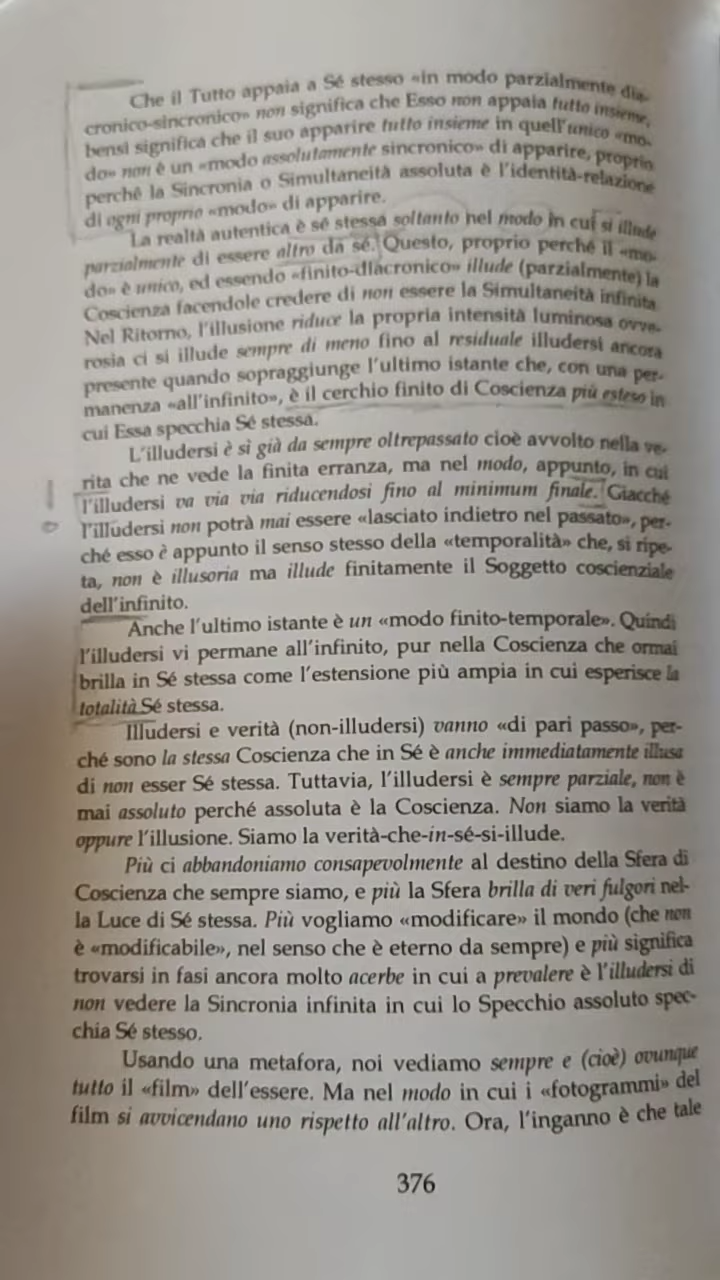 Che il Tutto appaia a Sé stesso «in modo parzialmente dia-
cronico-sincronico» non significa che Esso non appaia tutto insieme,
bensì significa che il suo apparire tutto insieme in quell'unico «mo-
do» non è un «modo assolutamente sincronico» di apparire, proprio
perché la Sincronia o Simultaneità assoluta è l'identità-relazione
di ogni proprio «modo» di apparire.
La realtà autentica è sé stessa soltanto nel modo in cui si illude
parzialmente di essere altro da sé. Questo, proprio perché il «mo-
do» è unico, ed essendo «finito-diacronico» illude (parzialmente) la
Coscienza facendole credere di non essere la Simultaneità infinita.
Nel Ritorno, l'illusione riduce la propria intensità luminosa ovve-
rosia ci si illude sempre di meno fino al residuale illudersi ancora
presente quando sopraggiunge l'ultimo istante che, con una per-
manenza «all'infinito», è il cerchio finito di Coscienza più esteso in
cui Essa specchia Sé stessa.
L'illudersi è sì già da sempre oltrepassato cioè avvolto nella ve-
rità che ne vede la finita erranza, ma nel modo, appunto, in cui
l'illudersi va via via riducendosi fino al minimum finale. Giacché
l'illudersi non potrà mai essere «lasciato indietro nel passato», per-
ché esso è appunto il senso stesso della «temporalità» che, si ripe-
ta, non è illusoria ma illude finitamente il Soggetto coscienziale
dell'infinito.
Anche l'ultimo istante è un «modo finito-temporale». Quindi
l'illudersi vi permane all'infinito, pur nella Coscienza che ormai
brilla in Sé stessa come l'estensione più ampia in cui esperisce la
totalità Sé stessa.
Illudersi e verità (non-illudersi) vanno «di pari passo», per-
ché sono la stessa Coscienza che in Sé è anche immediatamente illusa
di non esser Sé stessa. Tuttavia, l'illudersi è sempre parziale, non è
mai assoluto perché assoluta è la Coscienza. Non siamo la verità
oppure l'illusione. Siamo la verità-che-in-sé-si-illude.
Più ci abbandoniamo consapevolmente al destino della Sfera di
Coscienza che sempre siamo, e più la Sfera brilla di veri fulgori nel-
la Luce di Sé stessa. Più vogliamo «modificare» il mondo (che non
è «modificabile», nel senso che è eterno da sempre) e più significa
trovarsi in fasi ancora molto acerbe in cui a prevalere è l'illudersi di
non vedere la Sincronia infinita in cui lo Specchio assoluto spec-
chia Sé stesso.
Usando una metafora, noi vediamo sempre e (cioè) ovunque
tutto il «film» dell'essere. Ma nel modo in cui i «fotogrammi» del
film si avvicendano uno rispetto all'altro. Ora, l'inganno è che tale
376